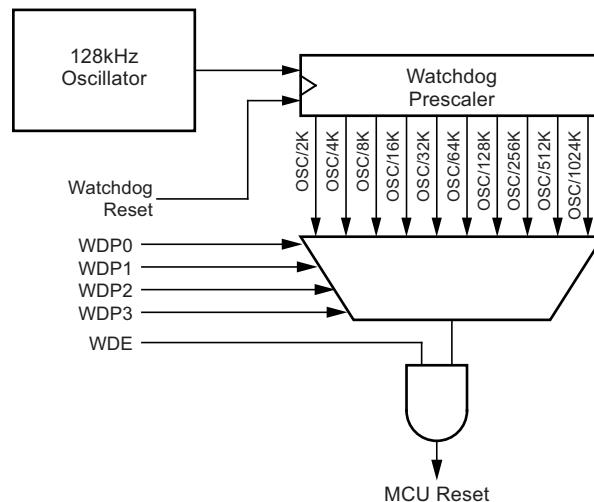 128kHz
Oscillator
Watchdog
Prescaler
OSC/2K
OSC/4K
OSC/8K
OSC/16K
OSC/32K
OSC/64K
OSC/128K
OSC/256K
OSC/512K
OSC/1024K
Watchdog
Reset
WDP0
WDP1
WDP2
WDP3
WDE
MCU Reset